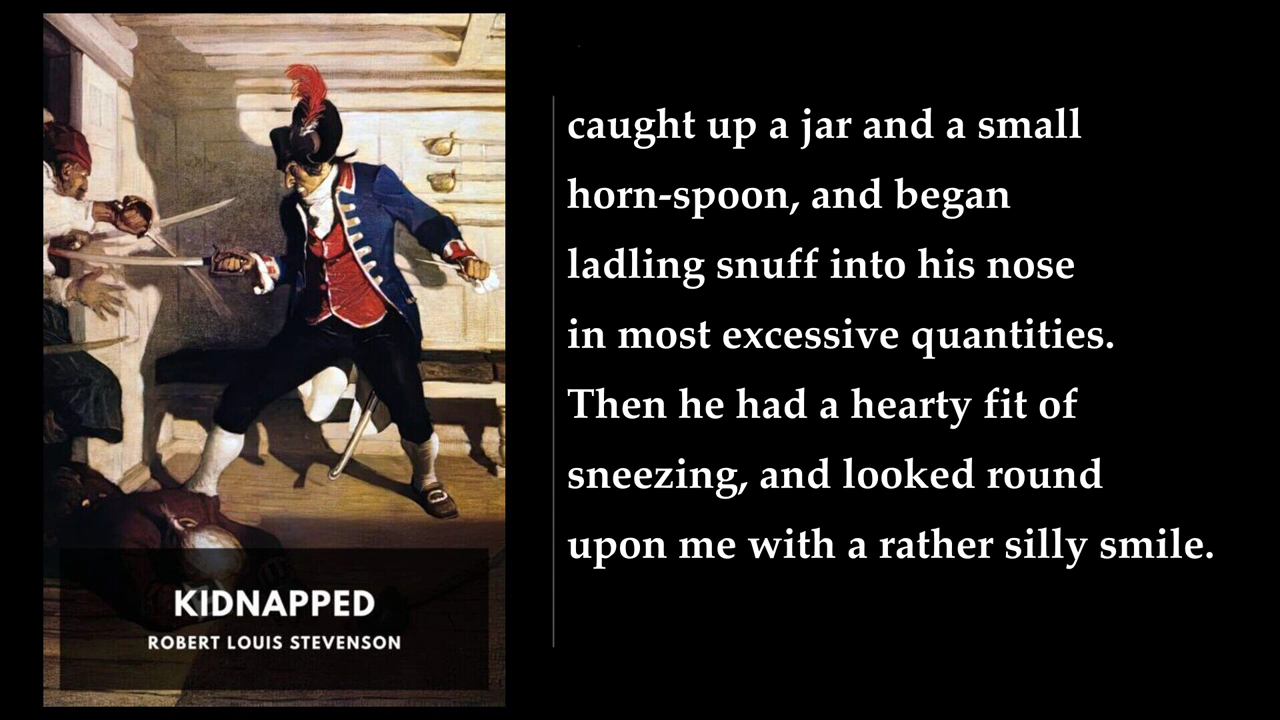 KIDNAPPED
ROBERT LOUIS STEVENSON
caught up a jar and a small
horn-spoon, and began
ladling snuff into his nose
in most excessive quantities.
Then he had a hearty fit of
sneezing, and looked round
upon me with a rather silly smile.